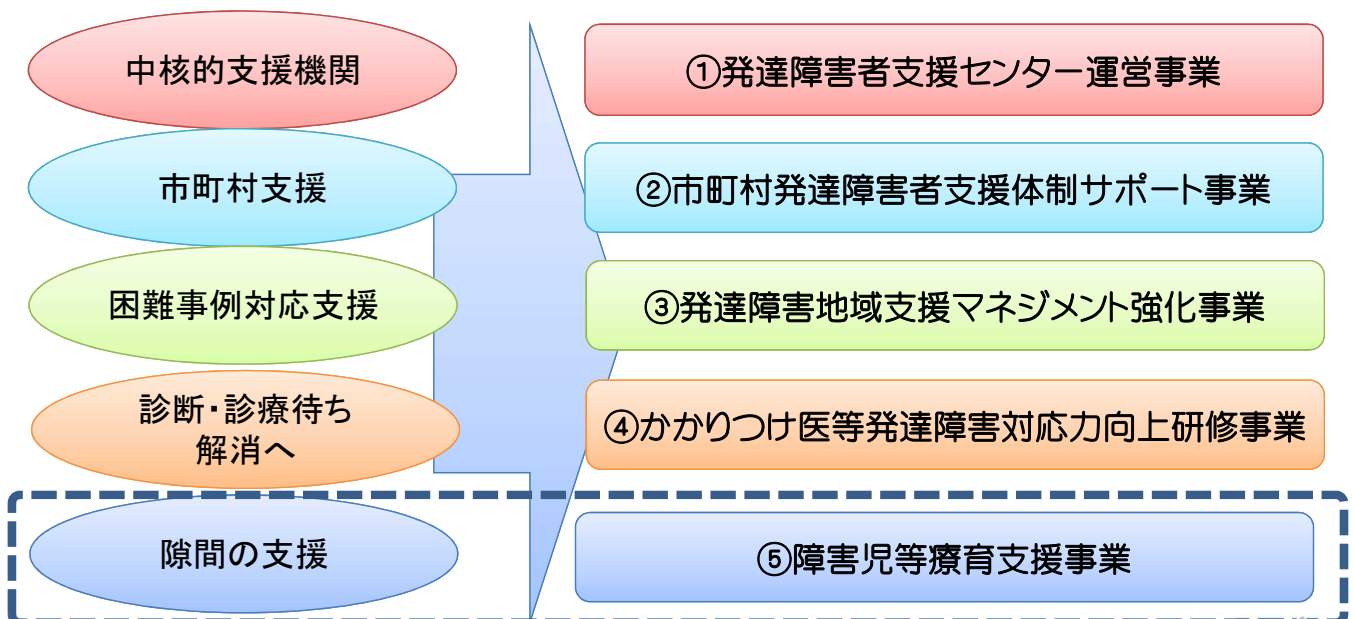 中核的支援機関
①発達障害者支援センター運営事業
市町村支援
②市町村発達障害者支援体制サポート事業
困難事例対応支援
③発達障害地域支援マネジメント強化事業
診断・診療待ち
解消へ
④かかりつけ医等発達障害対応力向上研修事業
隙間の支援
⑤障害児等療育支援事業